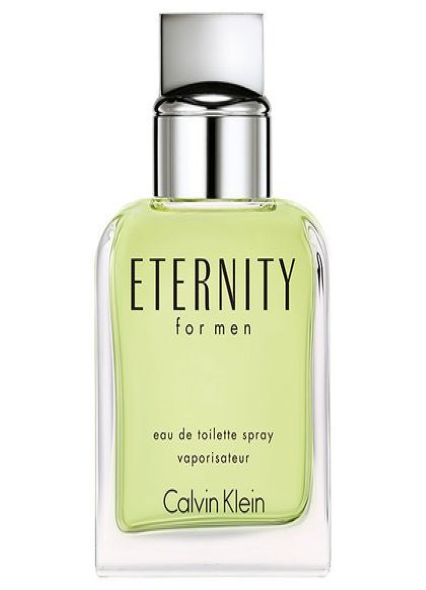 ETERNITY
for men
eau de toilette spray
vaporisateur
Calvin Klein